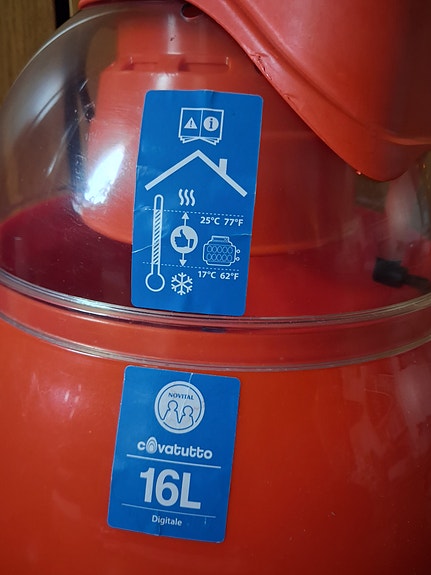 25°C 77°F
17°C 62°F
NOVITAL
covatutto
16L
Digitale